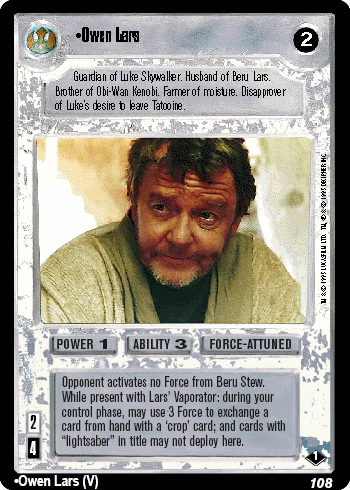 •Owen Lars
2
Guardian of Luke Skywalker. Husband of Beru Lars.
Brother of Obi-Wan Kenobi. Farmer of moisture. Disapprover
of Luke's desire to leave Tatooine.
POWER 1 ABILITY 3 FORCE-ATTUNED
Opponent activates no Force from Beru Stew.
While present with Lars' Vaporator: during your
control phase, may use 3 Force to exchange a
card from hand with a 'crop' card; and cards with
"lightsaber" in title may not deploy here.
2
4
1
•Owen Lars (V)
108